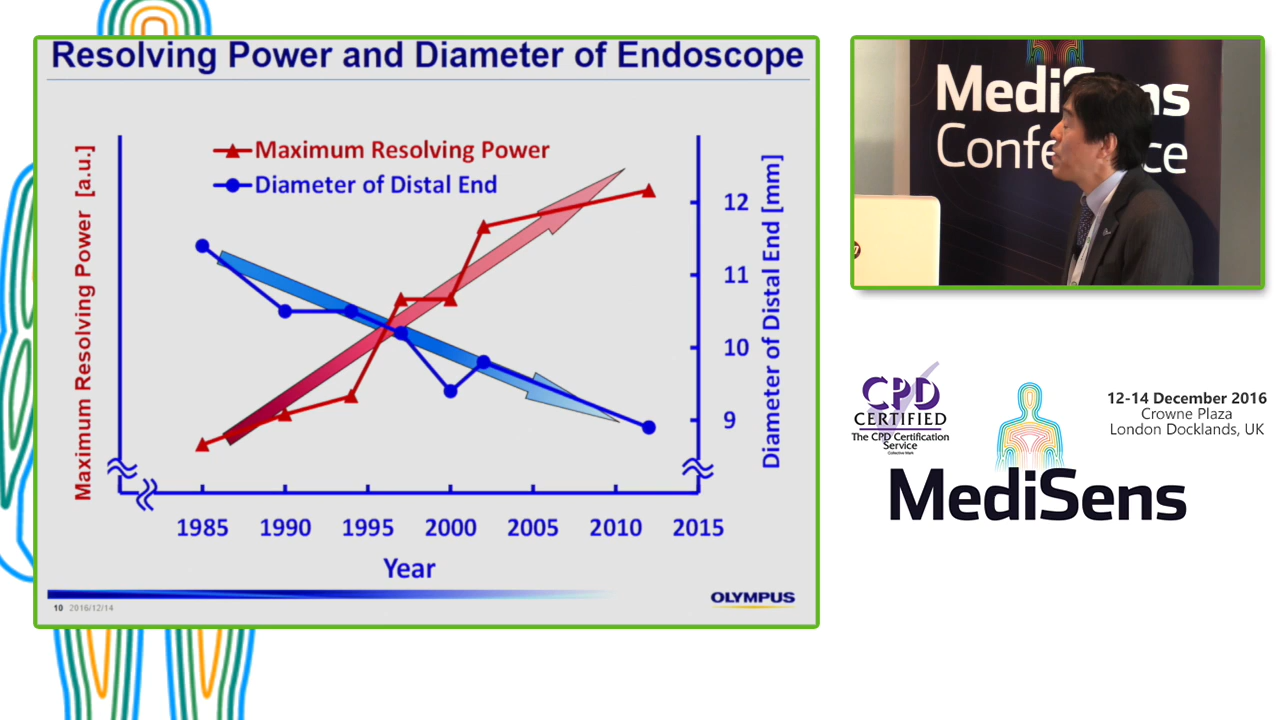 Resolving Power and Diameter of Endoscope
Maximum Resolving Power [a.u.]
Maximum Resolving Power
Diameter of Distal End
12
11
10
9
Diameter of Distal End [mm]
1985 1990 1995 2000 2005 2010 2015
Year
10 2016/12/14
OLYMPUS
MediSens
Confe ce
CPD
CERTIFIED
The CPD Certification
Service
Collective Mark
12-14 December 2016
Crowne Plaza
London Docklands, UK
MediSens